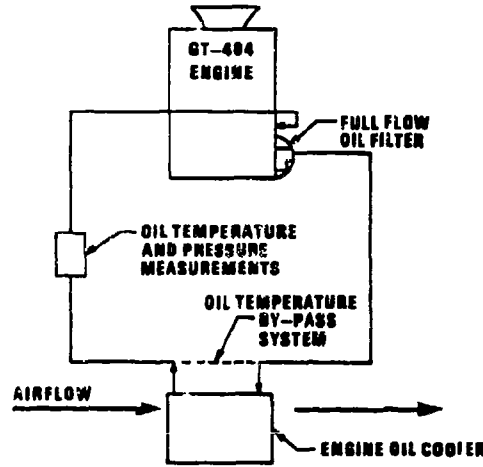 GT-404
ENGINE
FULL FLOW
OIL FILTER
OIL TEMPERATURE
AND PRESSURE
MEASUREMENTS
OIL TEMPERATURE
BY-PASS
SYSTEM
AIRFLOW
ENGINE OIL COOLER